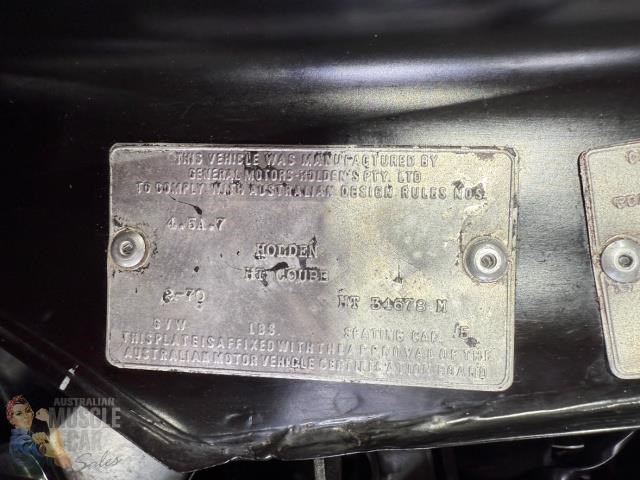 THIS VEHICLE WAS MANUFACTURED BY
GENERAL MOTORS-HOLDEN'S PTY. LTD
TO COMPLY WITH AUSTRALIAN DESIGN RULES NOS.
4.5A.7
HOLDEN
HT COUPE
2-70 HT 54678 M
GVW LBS. SEATING CAP. 5
THIS PLATE IS AFFIXED WITH THE APPROVAL OF THE
AUSTRALIAN MOTOR VEHICLE CERTIFICATION BOARD
AUSTRALIAN
MUSCLE
CAR
Sales